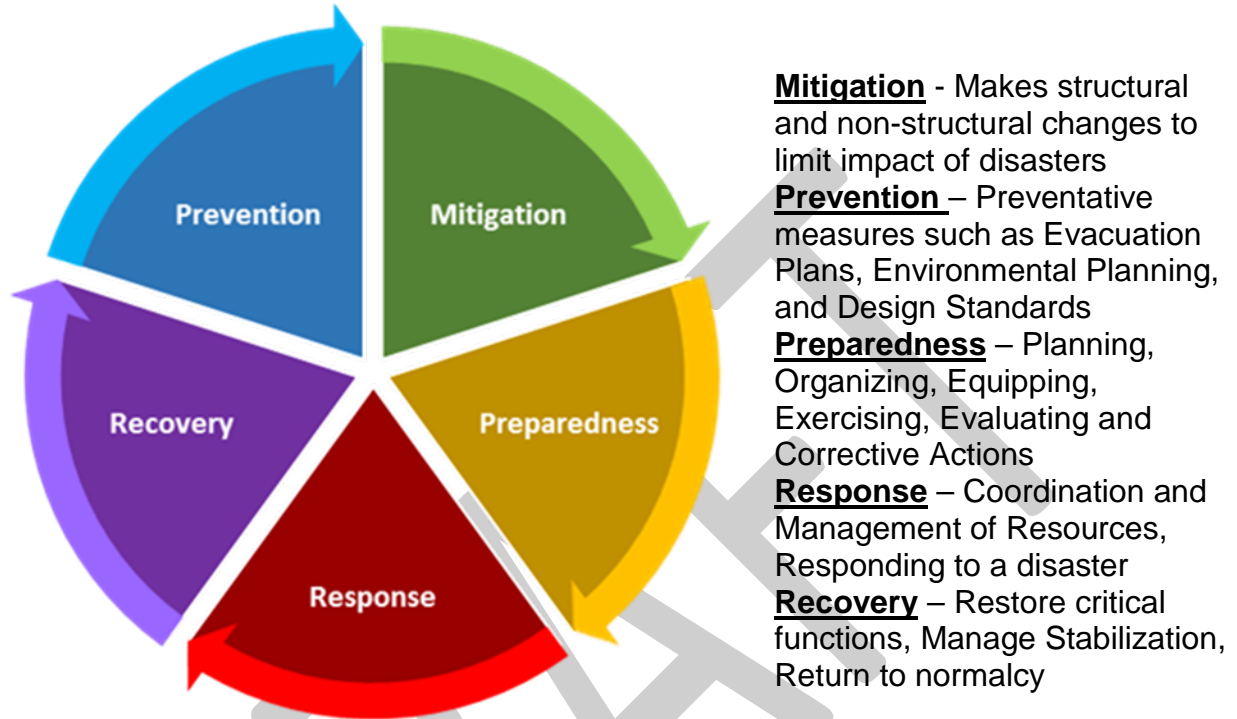 Prevention
Mitigation
Recovery
Preparedness
Response
Mitigation - Makes structural
and non-structural changes to
limit impact of disasters
Prevention – Preventative
measures such as Evacuation
Plans, Environmental Planning,
and Design Standards
Preparedness – Planning,
Organizing, Equipping,
Exercising, Evaluating and
Corrective Actions
Response – Coordination and
Management of Resources,
Responding to a disaster
Recovery – Restore critical
functions, Manage Stabilization,
Return to normalcy